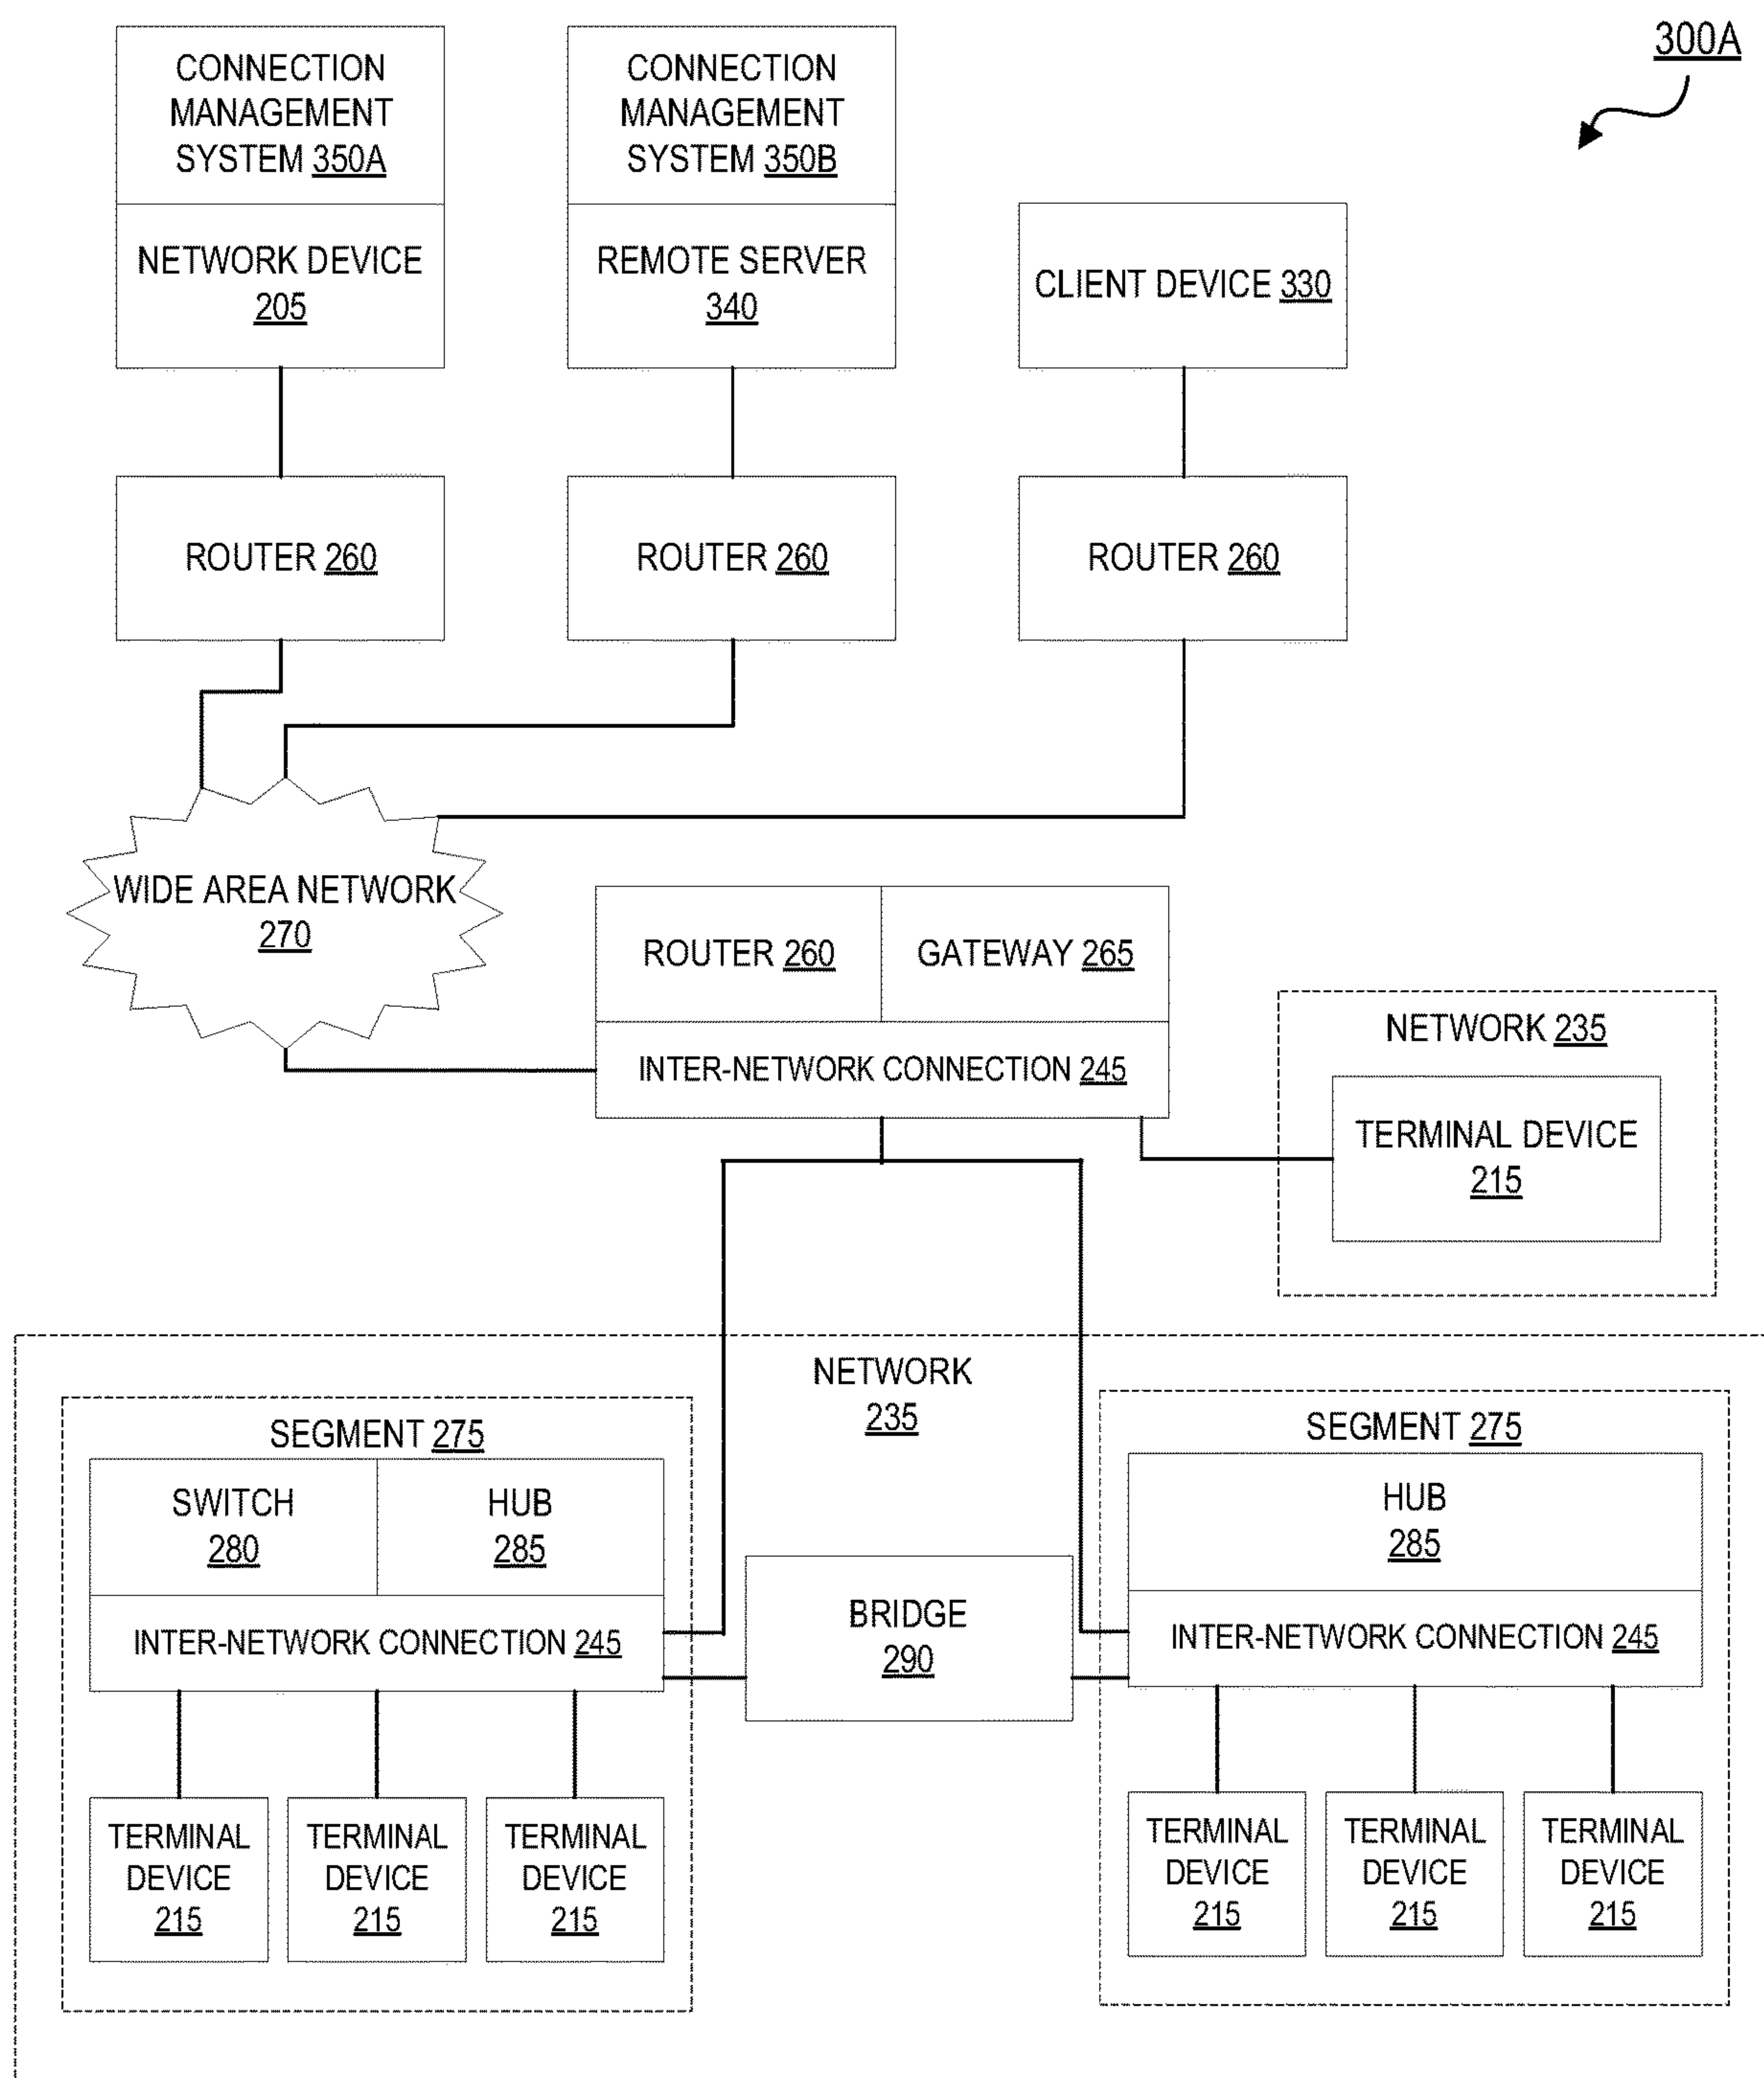 300A
CONNECTION
MANAGEMENT
SYSTEM 350A
NETWORK DEVICE
205
CONNECTION
MANAGEMENT
SYSTEM 350B
REMOTE SERVER
340
CLIENT DEVICE 330
ROUTER 260
ROUTER 260
ROUTER 260
WIDE AREA NETWORK
270
ROUTER 260
GATEWAY 265
INTER-NETWORK CONNECTION 245
NETWORK 235
TERMINAL DEVICE
215
NETWORK
235
SEGMENT 275
SWITCH
280
HUB
285
INTER-NETWORK CONNECTION 245
BRIDGE
290
SEGMENT 275
HUB
285
INTER-NETWORK CONNECTION 245
TERMINAL
DEVICE
215
TERMINAL
DEVICE
215
TERMINAL
DEVICE
215
TERMINAL
DEVICE
215
TERMINAL
DEVICE
215
TERMINAL
DEVICE
215